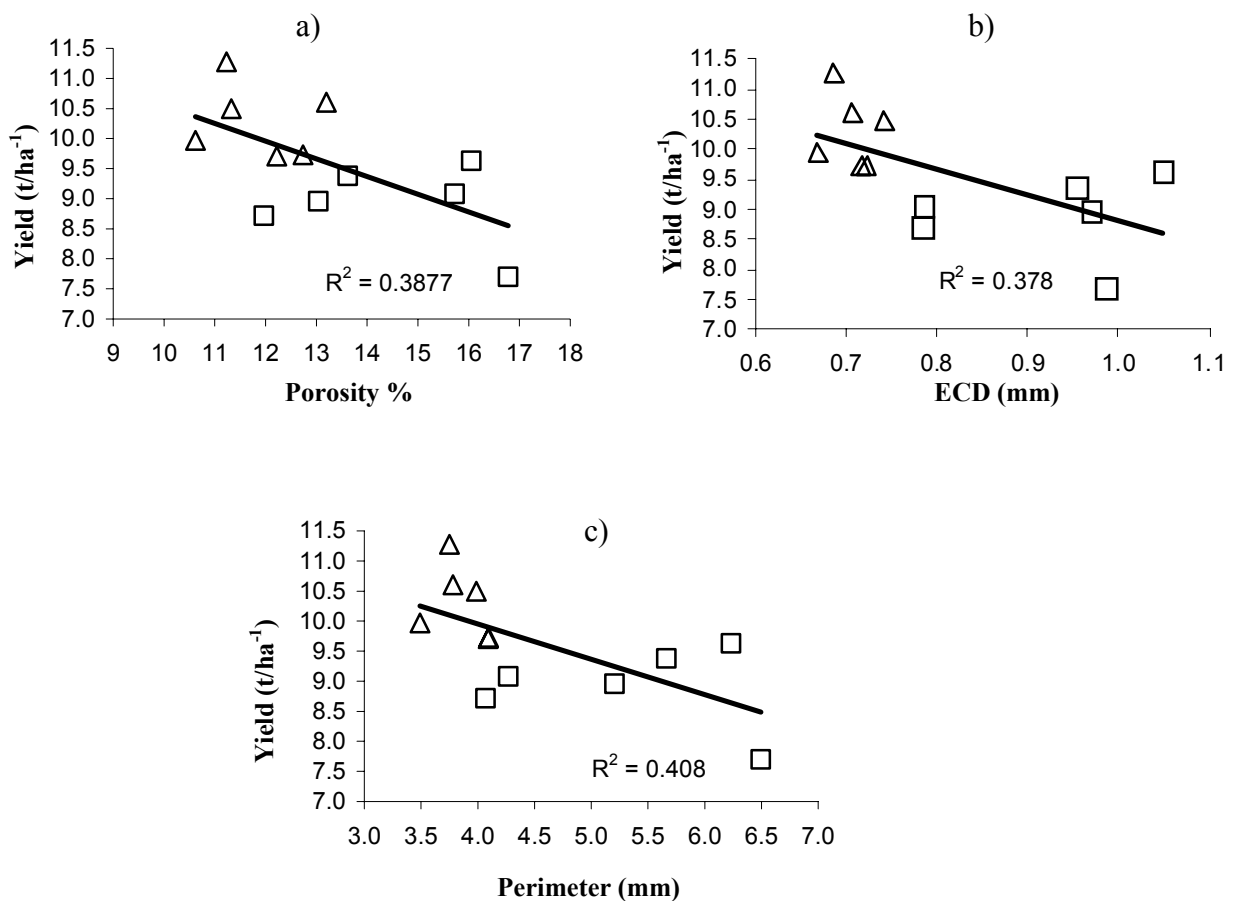 a)
11.5
11.0
10.5
10.0
9.5
9.0
8.5
8.0
7.5
7.0
Yield (t/ha⁻¹)
R² = 0.3877
9 10 11 12 13 14 15 16 17 18
Porosity %
b)
11.5
11.0
10.5
10.0
9.5
9.0
8.5
8.0
7.5
7.0
Yield ((t/ha⁻¹)
R² = 0.378
0.6 0.7 0.8 0.9 1.0 1.1
ECD (mm)
c)
11.5
11.0
10.5
10.0
9.5
9.0
8.5
8.0
7.5
7.0
Yield (t/ha⁻¹)
R² = 0.408
3.0 3.5 4.0 4.5 5.0 5.5 6.0 6.5 7.0
Perimeter (mm)